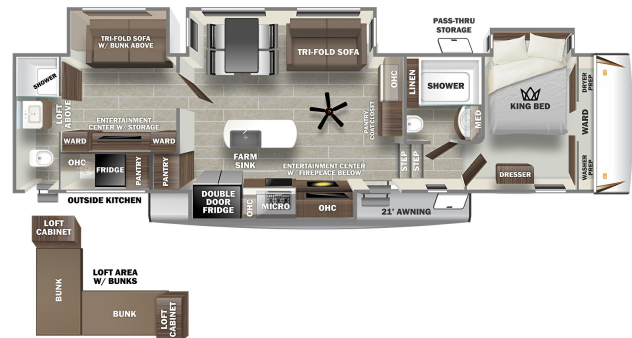 PASS-THRU
STORAGE
TRI-FOLD SOFA
W/ BUNK ABOVE
TRI-FOLD SOFA
SHOWER
LOFT
ABOVE
ENTERTAINMENT
CENTER W. STORAGE
OHC
PANTRY
COAT CLOSET
LINEN
SHOWER
MED
KING BED
DRYER
PREP
WARD
WASHER
PREP
WARD
WARD
OHC
FRIDGE
PANTRY
PANTRY
FARM
SINK
ENTERTAINMENT CENTER
W/ FIREPLACE BELOW
STEP
STEP
DRESSER
OUTSIDE KITCHEN
DOUBLE
DOOR
FRIDGE
OHC
MICRO
OHC
21' AWNING
LOFT
CABINET
LOFT AREA
W/ BUNKS
BUNK
BUNK
LOFT
CABINET